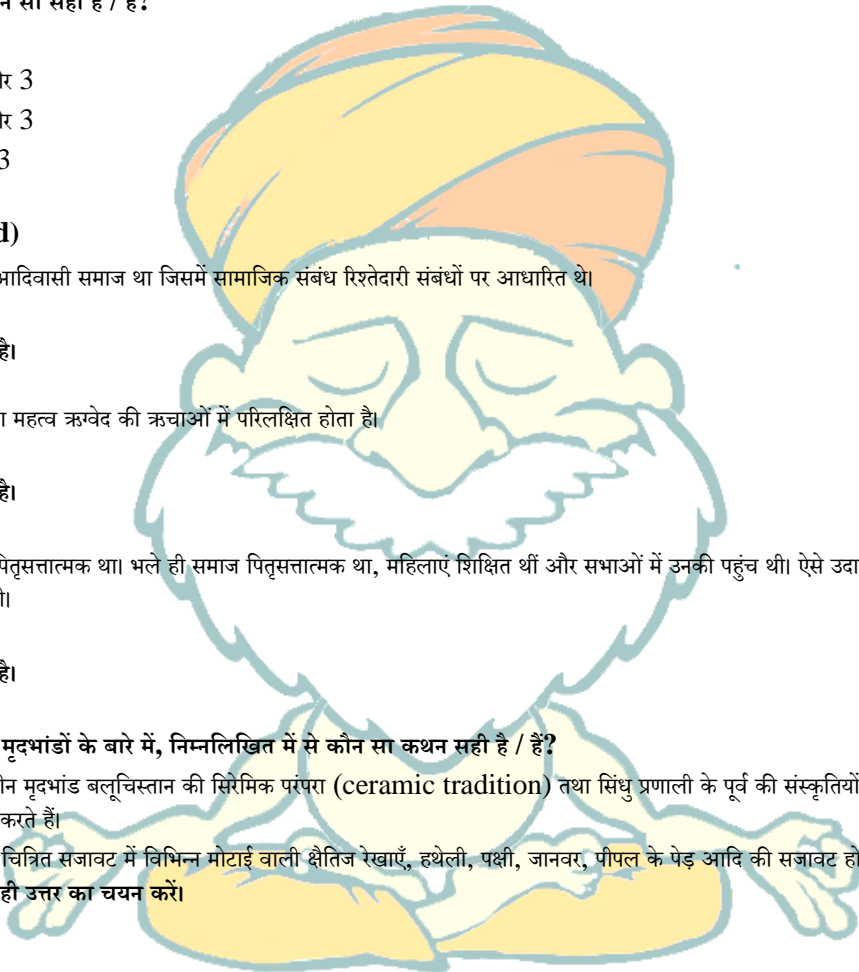 न सा सही है / हैं?
र 3
र 3
3
d)
आदिवासी समाज था जिसमें सामाजिक संबंध रिश्तेदारी संबंधों पर आधारित थे।
है।
ा महत्व ऋग्वेद की ऋचाओं में परिलक्षित होता है।
है।
पितृसत्तात्मक था। भले ही समाज पितृसत्तात्मक था, महिलाएं शिक्षित थीं और सभाओं में उनकी पहुंच थी। ऐसे उदा
ी।
है।
मृदभांडों के बारे में, निम्नलिखित में से कौन सा कथन सही है / हैं?
ीन मृदभांड बलूचिस्तान की सिरेमिक परंपरा (ceramic tradition) तथा सिंधु प्रणाली के पूर्व की संस्कृतियों
करते हैं।
चित्रित सजावट में विभिन्न मोटाई वाली क्षैतिज रेखाएँ, हथेली, पक्षी, जानवर, पीपल के पेड़ आदि की सजावट हो
ही उत्तर का चयन करें।